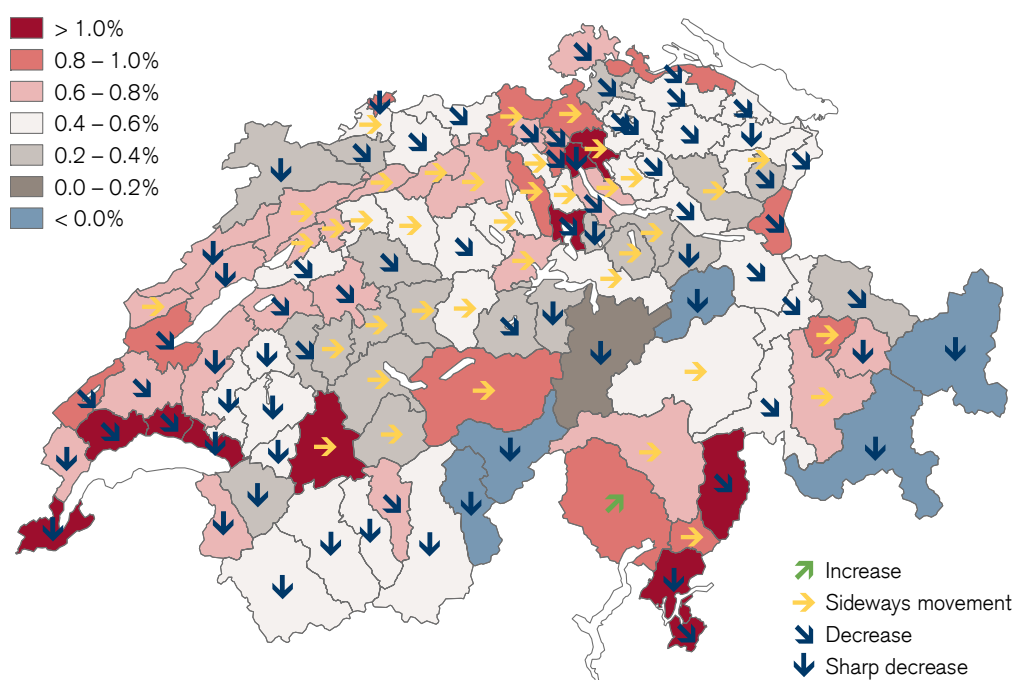 > 1.0%
0.8 – 1.0%
0.6 – 0.8%
0.4 – 0.6%
0.2 – 0.4%
0.0 – 0.2%
< 0.0%
Increase
Sideways movement
Decrease
Sharp decrease